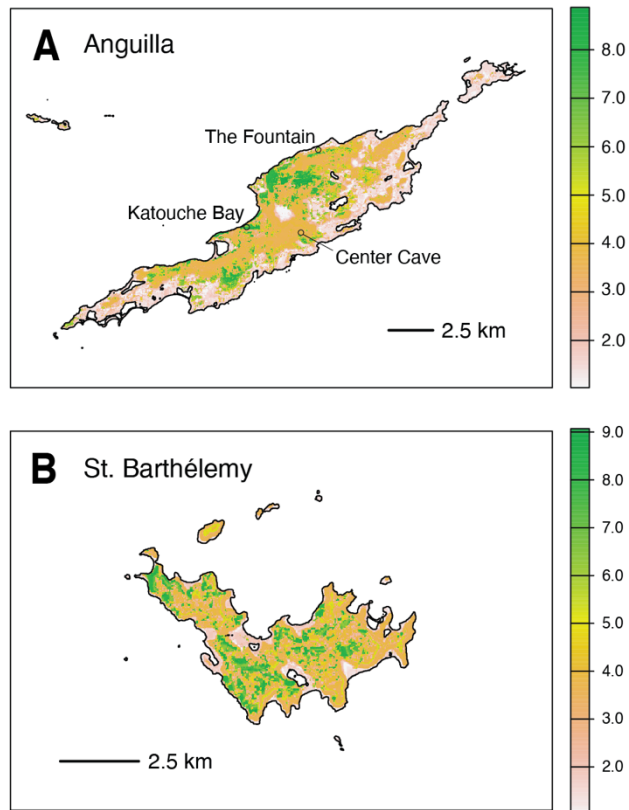 A Anguilla
The Fountain
Katouche Bay
Center Cave
2.5 km
8.0
7.0
6.0
5.0
4.0
3.0
2.0
B St. Barthélemy
2.5 km
9.0
8.0
7.0
6.0
5.0
4.0
3.0
2.0